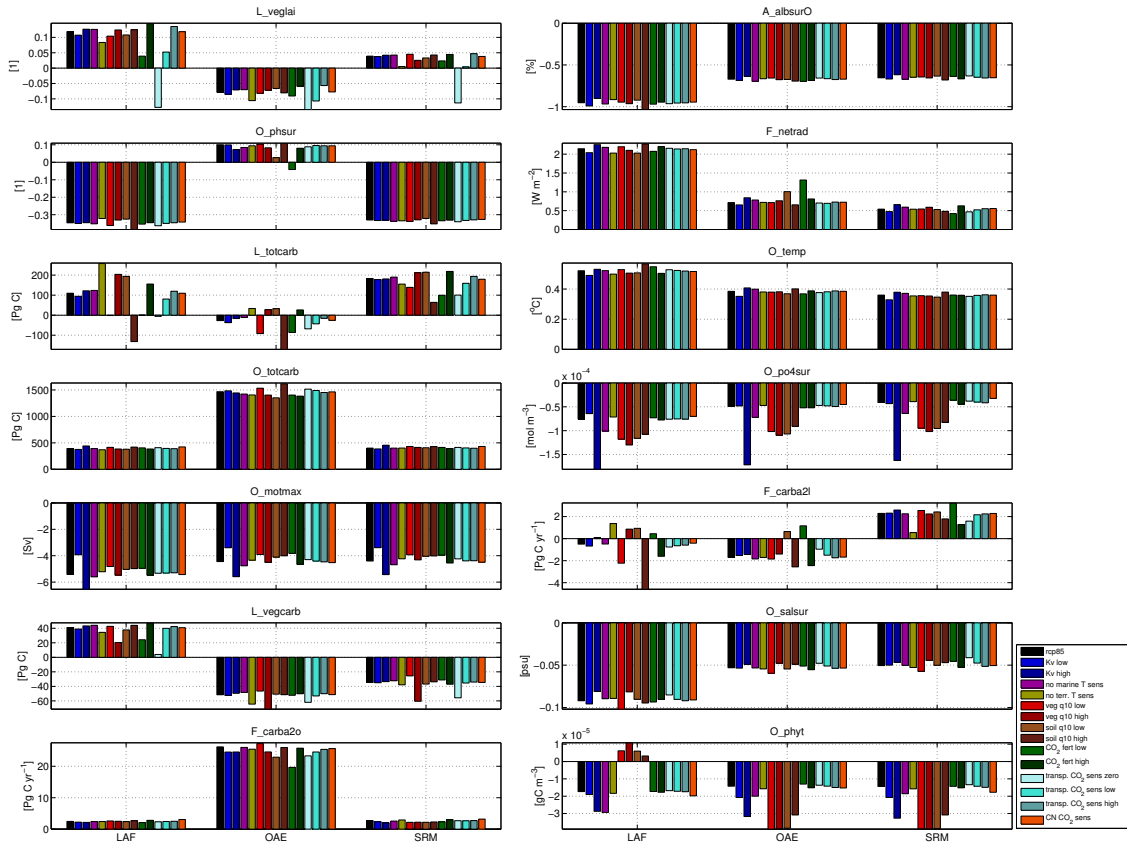 L_veglai
[1]
0.1
0.05
0
−0.05
−0.1
O_phsur
[1]
0.1
0
−0.1
−0.2
−0.3
L_totcarb
[Pg C]
200
100
0
−100
O_totcarb
[Pg C]
1500
1000
500
0
O_motmax
[Sv]
0
−2
−4
−6
L_vegcarb
[Pg C]
40
20
0
−20
−40
−60
F_carba2o
[Pg C yr⁻¹]
20
10
0
LAF OAE SRM
A_albsurO
[%]
0
−0.5
−1
F_netrad
[W m⁻²]
2
1.5
1
0.5
0
O_temp
[°C]
0.4
0.2
0
O_po4sur
x 10⁻⁴
[mol m⁻³]
0
−0.5
−1
−1.5
F_carba2l
[Pg C yr⁻¹]
2
0
−2
−4
O_salsur
[psu]
0
−0.05
−0.1
O_phyt
x 10⁻⁵
[gC m⁻³]
1
0
−1
−2
−3
LAF OAE SRM
rcp85
Kv low
Kv high
no marine T sens
no terr. T sens
veg q10 low
veg q10 high
soil q10 low
soil q10 high
CO₂ fert low
CO₂ fert high
transp. CO₂ sens zero
transp. CO₂ sens low
transp. CO₂ sens high
CN CO₂ sens